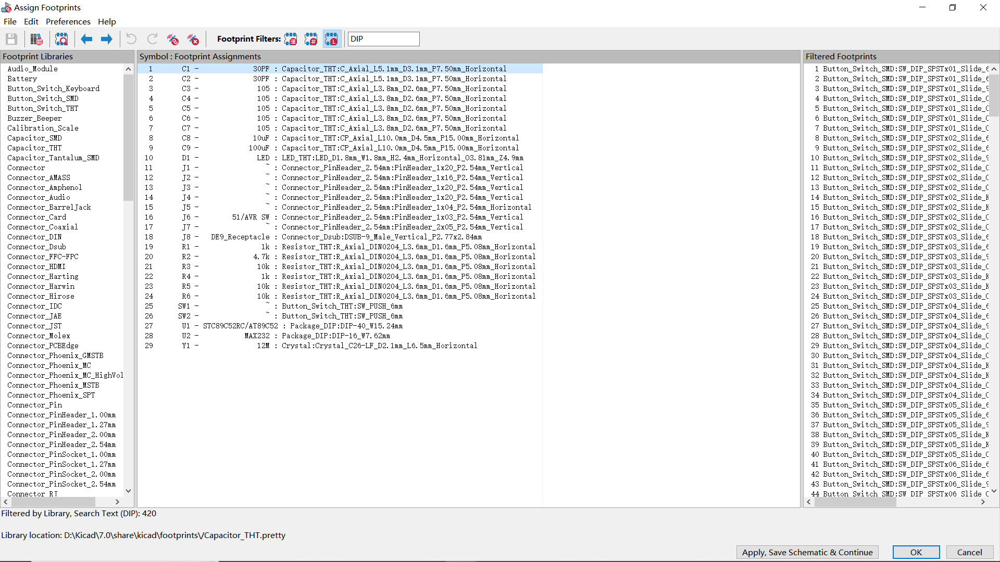 Assign Footprints
File Edit Preferences Help
Footprint Filters: DIP
Footprint Libraries
Audio_Module
Battery
Button_Switch_Keyboard
Button_Switch_SMD
Button_Switch_THT
Buzzer_Beeper
Calibration_Scale
Capacitor_SMD
Capacitor_THT
Capacitor_Tantalum_SMD
Connector
Connector_AMASS
Connector_Amphenol
Connector_Audio
Connector_BarrelJack
Connector_Card
Connector_Coaxial
Connector_DIN
Connector_Dsub
Connector_FFC-FPC
Connector_HDMI
Connector_Harting
Connector_Harwin
Connector_Hirose
Connector_IDC
Connector_JAE
Connector_JST
Connector_Molex
Connector_PCBEdge
Connector_Phoenix_GMSTB
Connector_Phoenix_MC
Connector_Phoenix_MC_HighVol
Connector_Phoenix_MSTB
Connector_Phoenix_SPT
Connector_Pin
Connector_PinHeader_1.00mm
Connector_PinHeader_1.27mm
Connector_PinHeader_2.00mm
Connector_PinHeader_2.54mm
Connector_PinSocket_1.00mm
Connector_PinSocket_1.27mm
Connector_PinSocket_2.00mm
Connector_PinSocket_2.54mm
Connector_RJ
Symbol : Footprint Assignments
1 C1 - 30PF : Capacitor_THT:C_Axial_L5.1mm_D3.1mm_P7.50mm_Horizontal
2 C2 - 30PF : Capacitor_THT:C_Axial_L5.1mm_D3.1mm_P7.50mm_Horizontal
3 C3 - 105 : Capacitor_THT:C_Axial_L3.8mm_D2.6mm_P7.50mm_Horizontal
4 C4 - 105 : Capacitor_THT:C_Axial_L3.8mm_D2.6mm_P7.50mm_Horizontal
5 C5 - 105 : Capacitor_THT:C_Axial_L3.8mm_D2.6mm_P7.50mm_Horizontal
6 C6 - 105 : Capacitor_THT:C_Axial_L3.8mm_D2.6mm_P7.50mm_Horizontal
7 C7 - 105 : Capacitor_THT:C_Axial_L3.8mm_D2.6mm_P7.50mm_Horizontal
8 C8 - 10uF : Capacitor_THT:CP_Axial_L10.0mm_D4.5mm_P15.00mm_Horizontal
9 C9 - 100uF : Capacitor_THT:CP_Axial_L10.0mm_D4.5mm_P15.00mm_Horizontal
10 D1 - LED : LED_THT:LED_D1.8mm_W1.8mm_H2.4mm_Horizontal_O3.81mm_Z4.9mm
11 J1 - ~ : Connector_PinHeader_2.54mm:PinHeader_1x20_P2.54mm_Vertical
12 J2 - ~ : Connector_PinHeader_2.54mm:PinHeader_1x16_P2.54mm_Vertical
13 J3 - ~ : Connector_PinHeader_2.54mm:PinHeader_1x20_P2.54mm_Vertical
14 J4 - ~ : Connector_PinHeader_2.54mm:PinHeader_1x20_P2.54mm_Vertical
15 J5 - ~ : Connector_PinHeader_2.54mm:PinHeader_1x04_P2.54mm_Horizontal
16 J6 - 51/AVR SW : Connector_PinHeader_2.54mm:PinHeader_1x03_P2.54mm_Vertical
17 J7 - ~ : Connector_PinHeader_2.54mm:PinHeader_2x05_P2.54mm_Vertical
18 J8 - DE9_Receptacle : Connector_Dsub:DSUB-9_Male_Vertical_P2.77x2.84mm
19 R1 - 1k : Resistor_THT:R_Axial_DIN0204_L3.6mm_D1.6mm_P5.08mm_Horizontal
20 R2 - 4.7k : Resistor_THT:R_Axial_DIN0204_L3.6mm_D1.6mm_P5.08mm_Horizontal
21 R3 - 10k : Resistor_THT:R_Axial_DIN0204_L3.6mm_D1.6mm_P5.08mm_Horizontal
22 R4 - 1k : Resistor_THT:R_Axial_DIN0204_L3.6mm_D1.6mm_P5.08mm_Horizontal
23 R5 - 10k : Resistor_THT:R_Axial_DIN0204_L3.6mm_D1.6mm_P5.08mm_Horizontal
24 R6 - 10k : Resistor_THT:R_Axial_DIN0204_L3.6mm_D1.6mm_P5.08mm_Horizontal
25 SW1 - ~ : Button_Switch_THT:SW_PUSH_6mm
26 SW2 - ~ : Button_Switch_THT:SW_PUSH_6mm
27 U1 - STC89C52RC/AT89C52 : Package_DIP:DIP-40_W15.24mm
28 U2 - MAX232 : Package_DIP:DIP-16_W7.62mm
29 Y1 - 12M : Crystal:Crystal_C26-LF_D2.1mm_L6.5mm_Horizontal
Filtered Footprints
1 Button_Switch_SMD:SW_DIP_SPSTx01_Slide_6
2 Button_Switch_SMD:SW_DIP_SPSTx01_Slide_6
3 Button_Switch_SMD:SW_DIP_SPSTx01_Slide_9
4 Button_Switch_SMD:SW_DIP_SPSTx01_Slide_C
5 Button_Switch_SMD:SW_DIP_SPSTx01_Slide_C
6 Button_Switch_SMD:SW_DIP_SPSTx01_Slide_C
7 Button_Switch_SMD:SW_DIP_SPSTx01_Slide_C
8 Button_Switch_SMD:SW_DIP_SPSTx02_Slide_6
9 Button_Switch_SMD:SW_DIP_SPSTx02_Slide_6
10 Button_Switch_SMD:SW_DIP_SPSTx02_Slide_9
11 Button_Switch_SMD:SW_DIP_SPSTx02_Slide_C
12 Button_Switch_SMD:SW_DIP_SPSTx02_Slide_C
13 Button_Switch_SMD:SW_DIP_SPSTx02_Slide_C
14 Button_Switch_SMD:SW_DIP_SPSTx02_Slide_K
15 Button_Switch_SMD:SW_DIP_SPSTx02_Slide_K
16 Button_Switch_SMD:SW_DIP_SPSTx02_Slide_C
17 Button_Switch_SMD:SW_DIP_SPSTx02_Slide_C
18 Button_Switch_SMD:SW_DIP_SPSTx03_Slide_6
19 Button_Switch_SMD:SW_DIP_SPSTx03_Slide_6
20 Button_Switch_SMD:SW_DIP_SPSTx03_Slide_9
21 Button_Switch_SMD:SW_DIP_SPSTx03_Slide_C
22 Button_Switch_SMD:SW_DIP_SPSTx03_Slide_K
23 Button_Switch_SMD:SW_DIP_SPSTx03_Slide_K
24 Button_Switch_SMD:SW_DIP_SPSTx03_Slide_C
25 Button_Switch_SMD:SW_DIP_SPSTx04_Slide_6
26 Button_Switch_SMD:SW_DIP_SPSTx04_Slide_6
27 Button_Switch_SMD:SW_DIP_SPSTx04_Slide_9
28 Button_Switch_SMD:SW_DIP_SPSTx04_Slide_C
29 Button_Switch_SMD:SW_DIP_SPSTx04_Slide_C
30 Button_Switch_SMD:SW_DIP_SPSTx04_Slide_C
31 Button_Switch_SMD:SW_DIP_SPSTx04_Slide_K
32 Button_Switch_SMD:SW_DIP_SPSTx04_Slide_K
33 Button_Switch_SMD:SW_DIP_SPSTx04_Slide_C
34 Button_Switch_SMD:SW_DIP_SPSTx04_Slide_C
35 Button_Switch_SMD:SW_DIP_SPSTx05_Slide_6
36 Button_Switch_SMD:SW_DIP_SPSTx05_Slide_6
37 Button_Switch_SMD:SW_DIP_SPSTx05_Slide_9
38 Button_Switch_SMD:SW_DIP_SPSTx05_Slide_K
39 Button_Switch_SMD:SW_DIP_SPSTx05_Slide_K
40 Button_Switch_SMD:SW_DIP_SPSTx05_Slide_C
41 Button_Switch_SMD:SW_DIP_SPSTx06_Slide_6
42 Button_Switch_SMD:SW_DIP_SPSTx06_Slide_6
43 Button_Switch_SMD:SW_DIP_SPSTx06_Slide_9
44 Button_Switch_SMD:SW_DIP_SPSTx06_Slide_C
Filtered by Library, Search Text (DIP): 420
Library location: D:\Kicad\7.0\share\kicad\footprints\/Capacitor_THT.pretty
Apply, Save Schematic & Continue OK Cancel